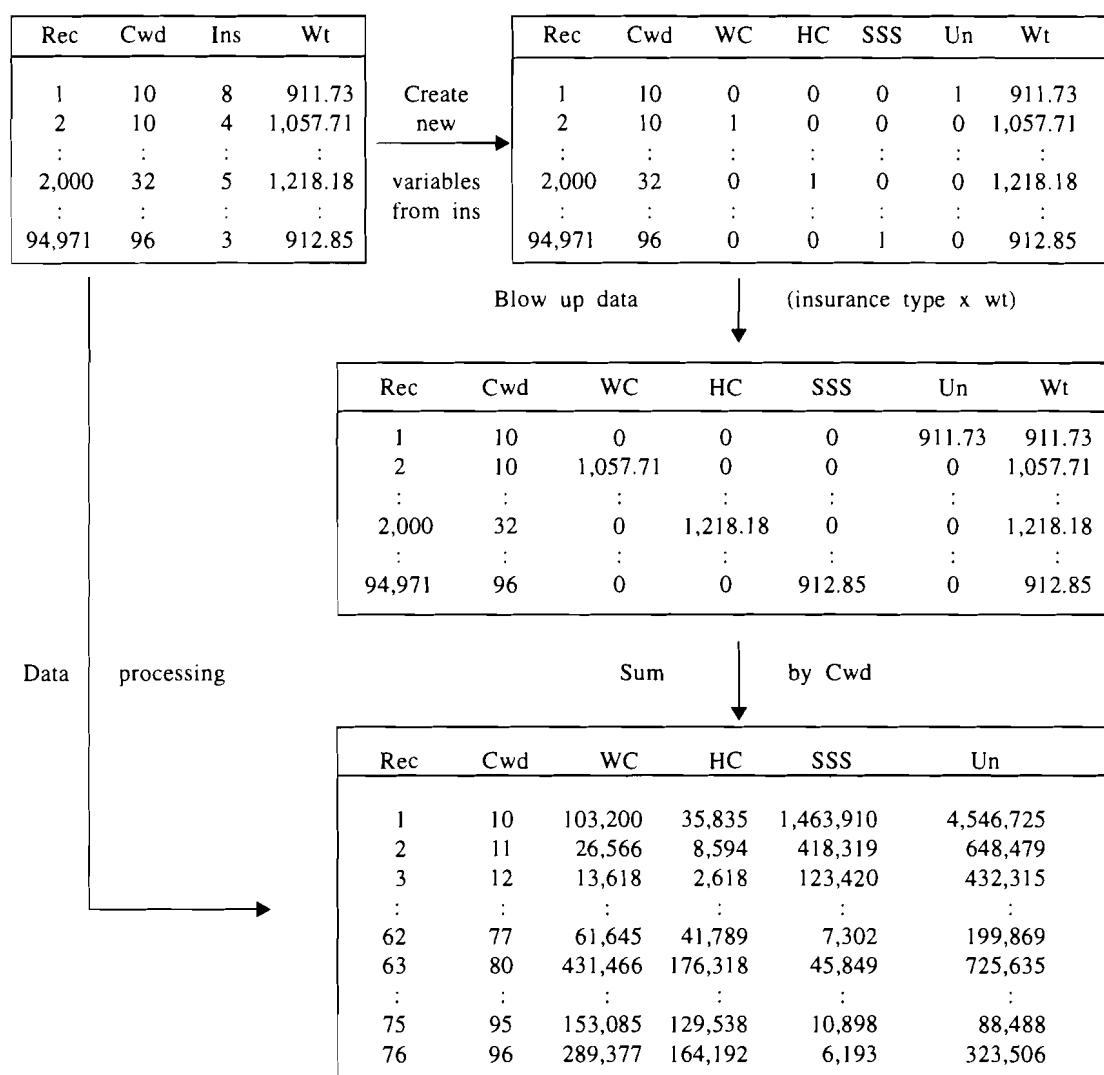 Rec Cwd Ins Wt
1 10 8 911.73
2 10 4 1,057.71
: : : :
2,000 32 5 1,218.18
: : : :
94,971 96 3 912.85
Create
new
variables
from ins
Rec Cwd WC HC SSS Un Wt
1 10 0 0 0 1 911.73
2 10 1 0 0 0 1,057.71
: : : : : : :
2,000 32 0 1 0 0 1,218.18
: : : : : : :
94,971 96 0 0 1 0 912.85
Blow up data (insurance type x wt)
Rec Cwd WC HC SSS Un Wt
1 10 0 0 0 911.73 911.73
2 10 1,057.71 0 0 0 1,057.71
: : : : : : :
2,000 32 0 1,218.18 0 0 1,218.18
: : : : : : :
94,971 96 0 0 912.85 0 912.85
Data processing
Sum by Cwd
Rec Cwd WC HC SSS Un
1 10 103,200 35,835 1,463,910 4,546,725
2 11 26,566 8,594 418,319 648,479
3 12 13,618 2,618 123,420 432,315
: : : : : :
62 77 61,645 41,789 7,302 199,869
63 80 431,466 176,318 45,849 725,635
: : : : : :
75 95 153,085 129,538 10,898 88,488
76 96 289,377 164,192 6,193 323,506